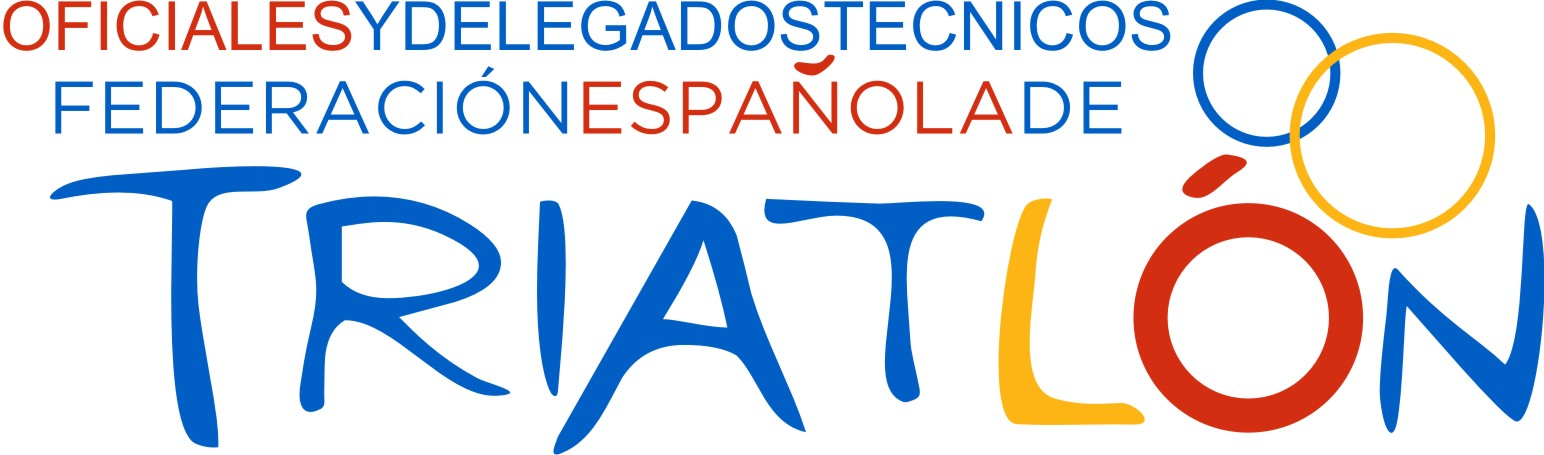 OFICIALESYDELEGADOSTECNICOS
FEDERACIÓNESPAÑOLADE
TRIATLÓN